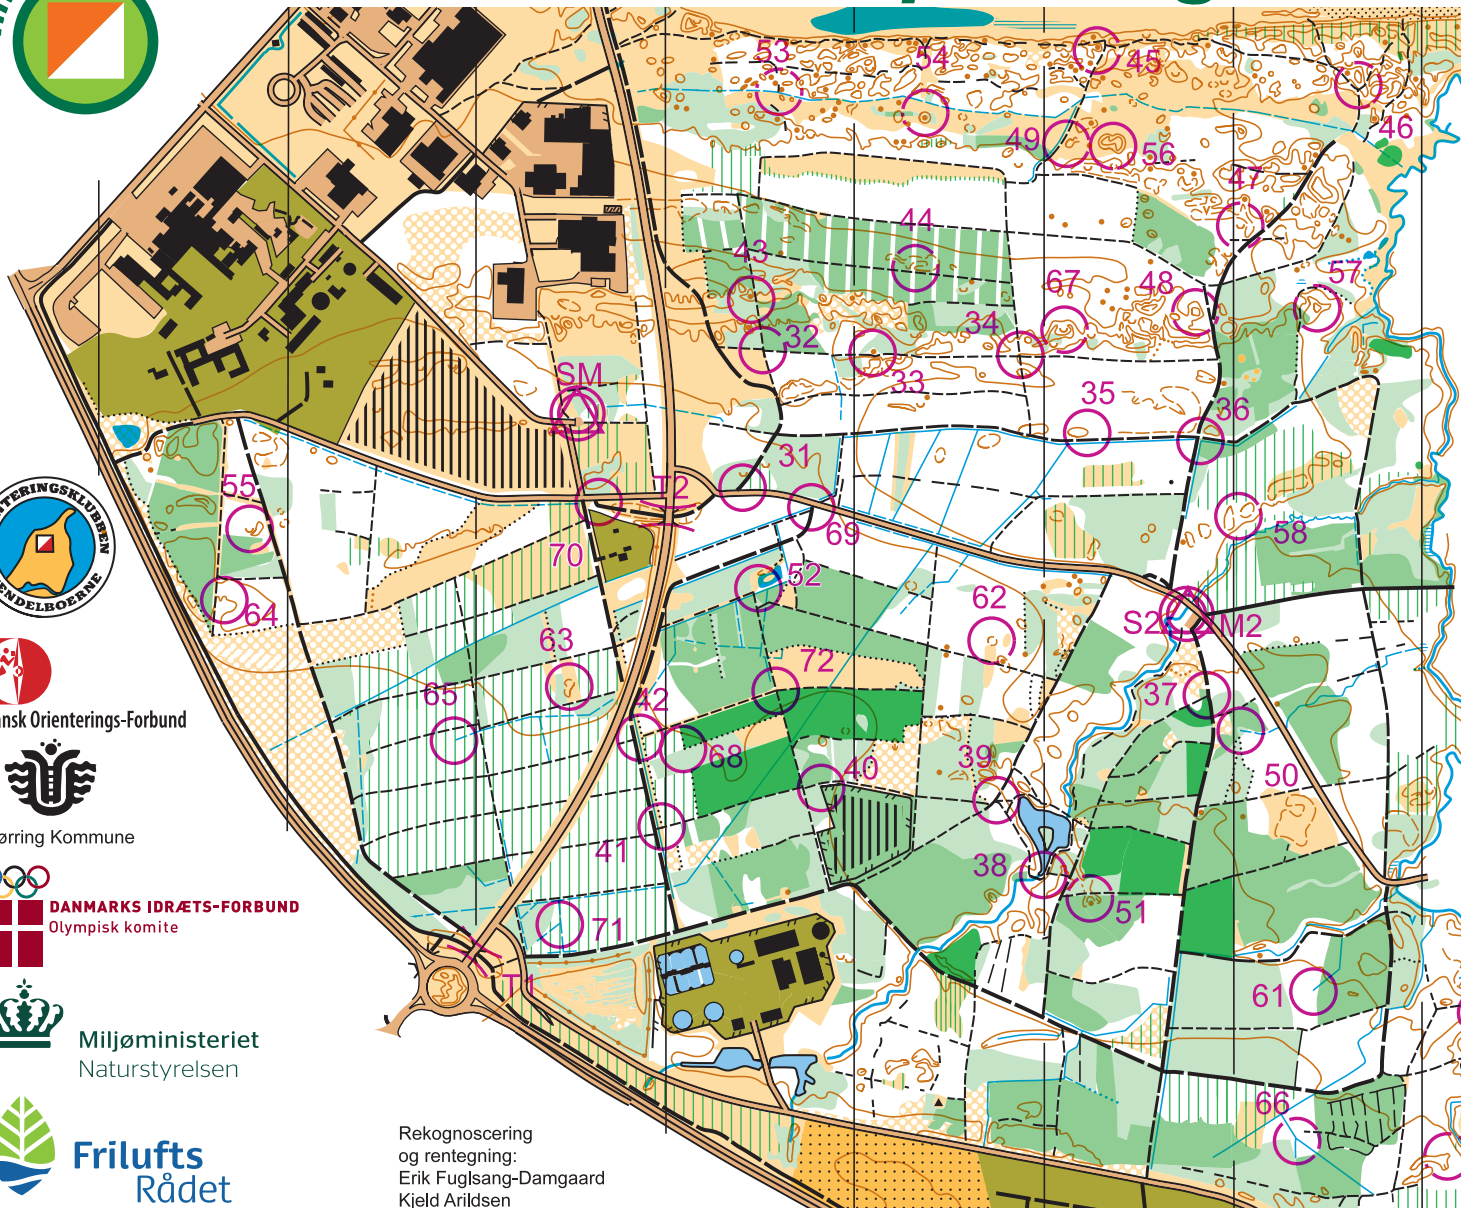 53
54
45
46
49
56
47
44
43
67
48
57
32
34
33
SM
35
36
31
55
T2
69
58
70
52
64
62
S2
M2
63
72
37
65
42
68
39
40
50
41
38
51
71
T1
61
66
TERINGSKLUBBEN
VENDELBOERNE
nsk Orienterings-Forbund
ørring Kommune
DANMARKS IDRÆTS-FORBUND
Olympisk komite
Miljøministeriet
Naturstyrelsen
Frilufts
Rådet
Rekognoscering
og rentegning:
Erik Fuglsang-Damgaard
Kjeld Arildsen